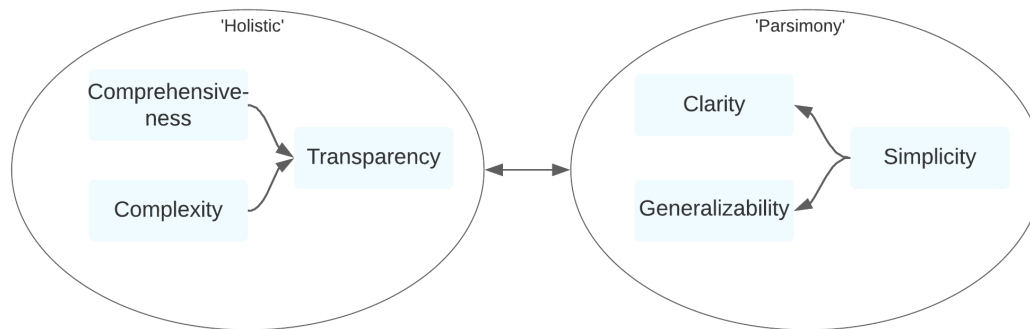 'Holistic'
Comprehensive-
ness
Transparency
Complexity
'Parsimony'
Clarity
Simplicity
Generalizability